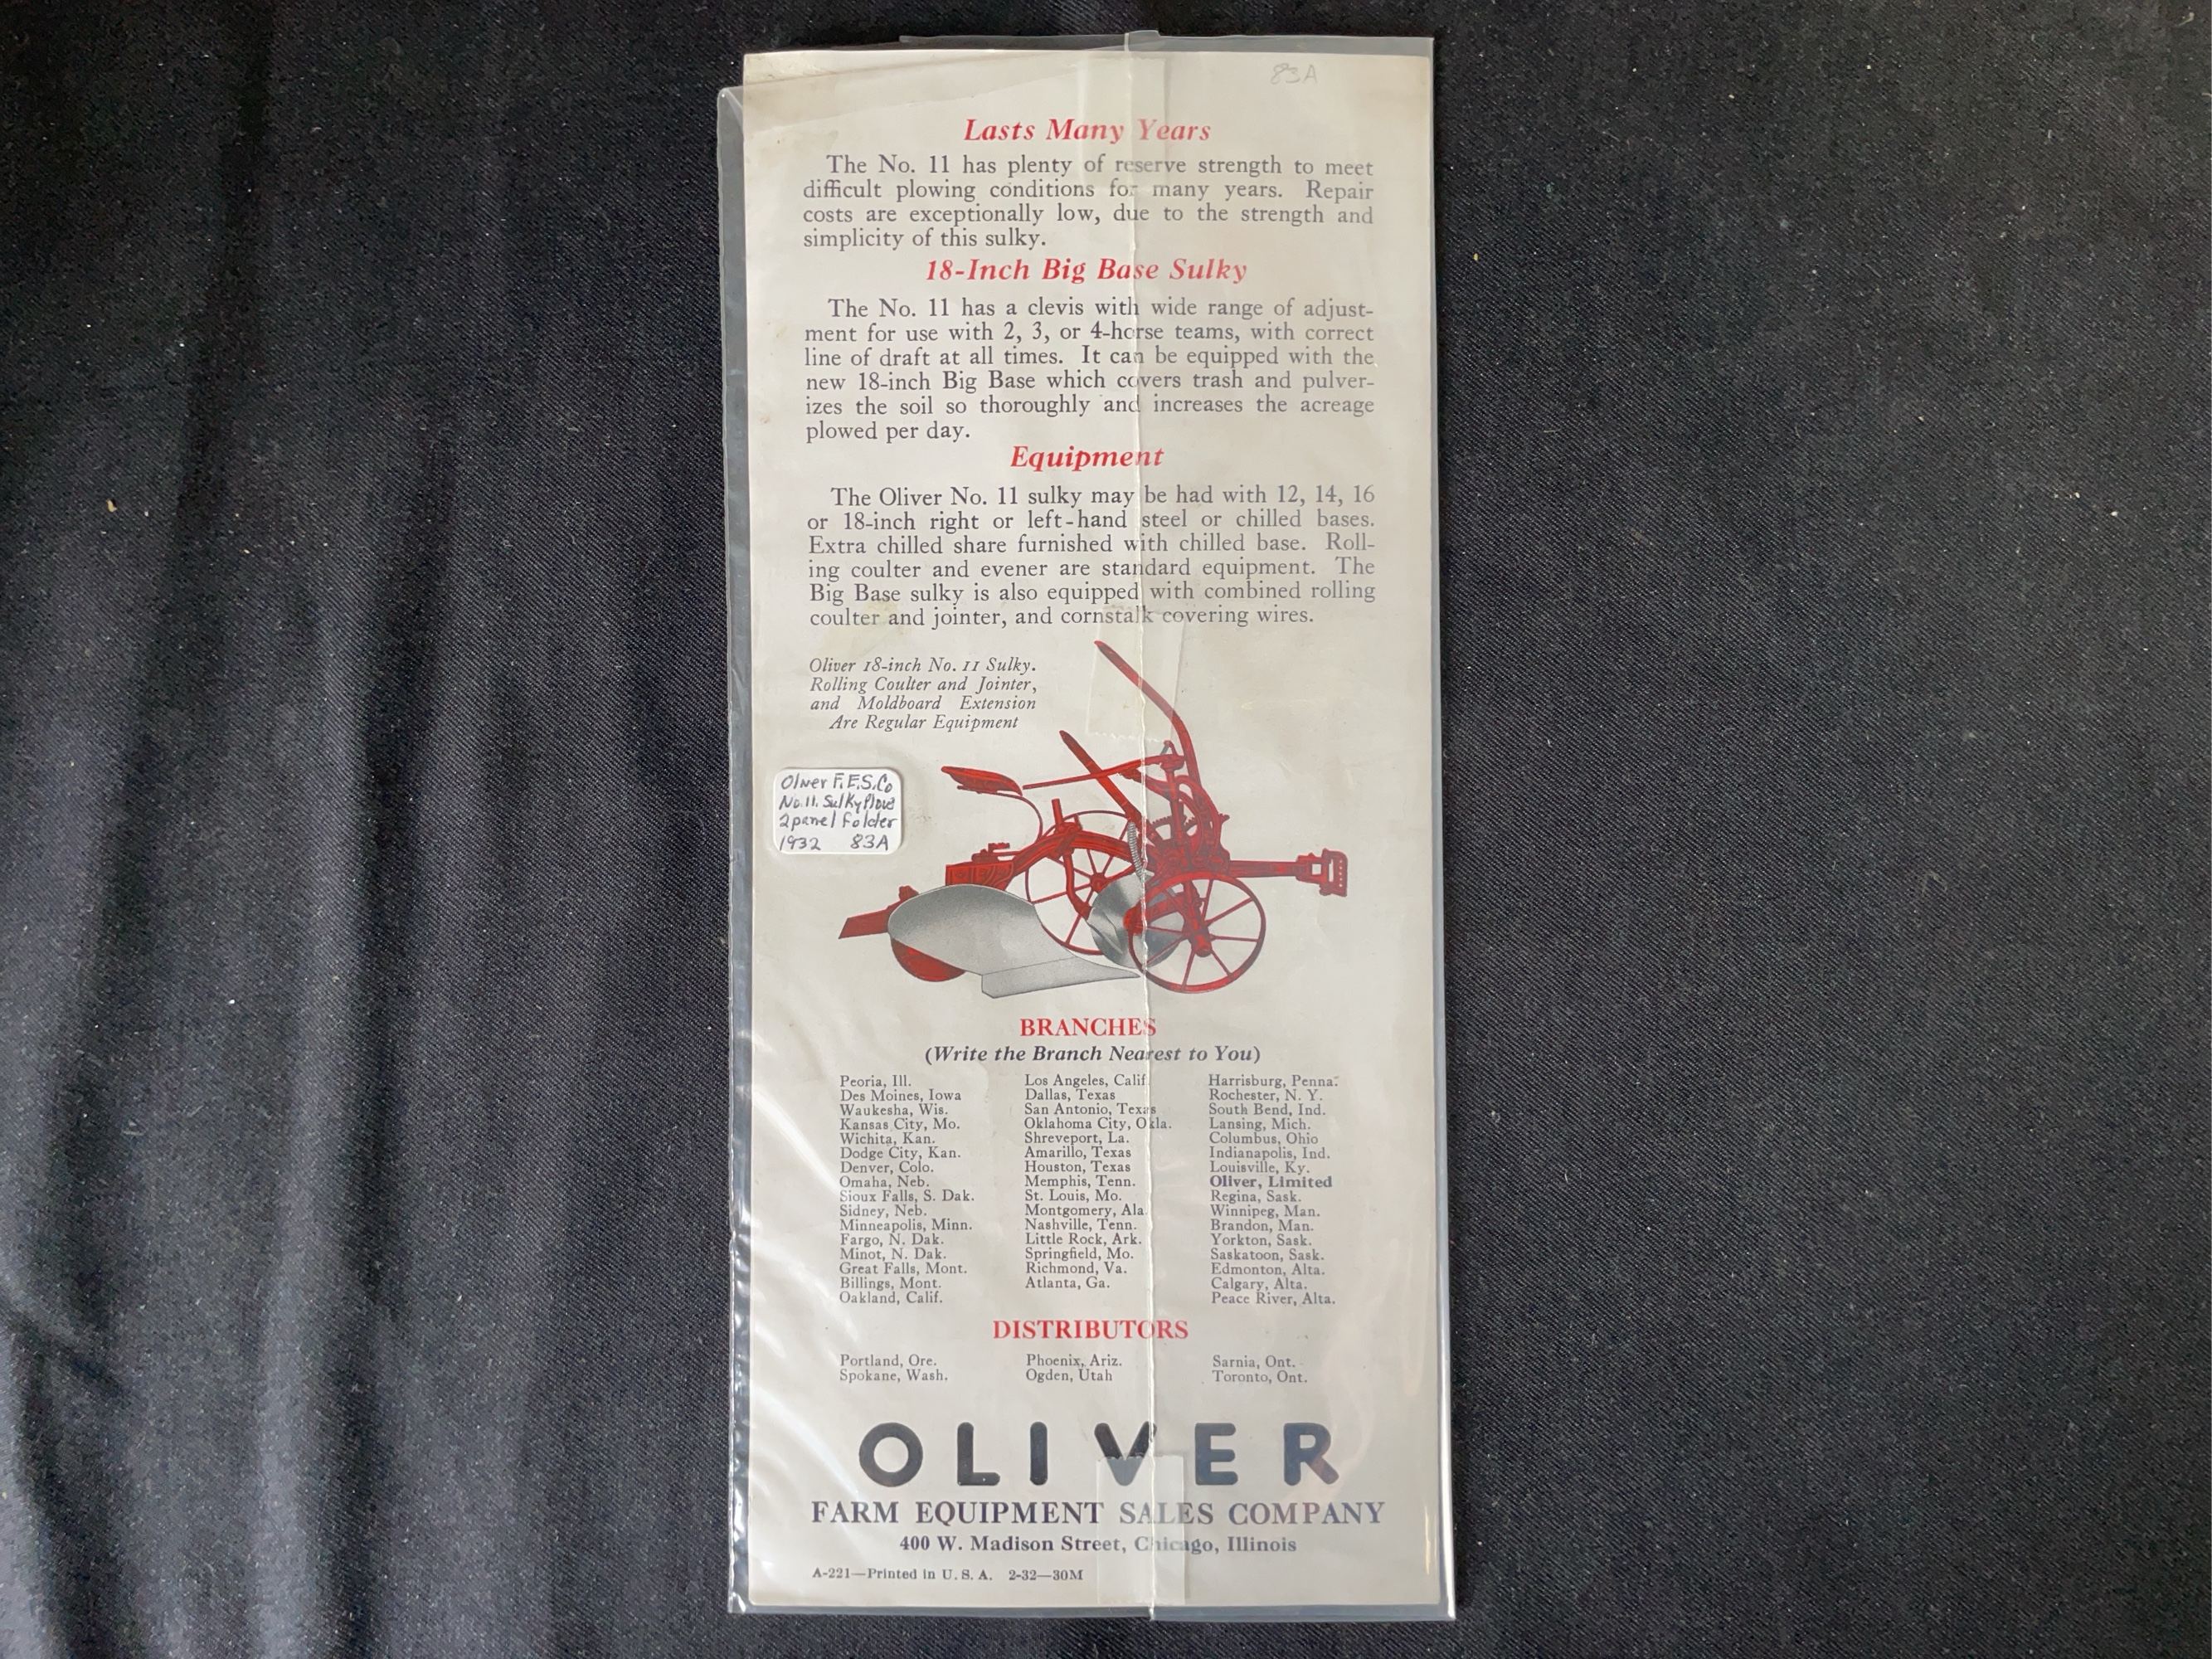 83A
Lasts Many Years
The No. 11 has plenty of reserve strength to meet
difficult plowing conditions for many years. Repair
costs are exceptionally low, due to the strength and
simplicity of this sulky.
18-Inch Big Base Sulky
The No. 11 has a clevis with wide range of adjust-
ment for use with 2, 3, or 4-horse teams, with correct
line of draft at all times. It can be equipped with the
new 18-inch Big Base which covers trash and pulver-
izes the soil so thoroughly and increases the acreage
plowed per day.
Equipment
The Oliver No. 11 sulky may be had with 12, 14, 16
or 18-inch right or left-hand steel or chilled bases.
Extra chilled share furnished with chilled base. Roll-
ing coulter and evener are standard equipment. The
Big Base sulky is also equipped with combined rolling
coulter and jointer, and cornstalk covering wires.
Oliver 18-inch No. 11 Sulky.
Rolling Coulter and Jointer,
and Moldboard Extension
Are Regular Equipment
Oliver F.E.S.Co
No.11. Sulky Plow
2 panel folder
1932 83A
BRANCHES
(Write the Branch Nearest to You)
Peoria, Ill.
Des Moines, Iowa
Waukesha, Wis.
Kansas City, Mo.
Wichita, Kan.
Dodge City, Kan.
Denver, Colo.
Omaha, Neb.
Sioux Falls, S. Dak.
Sidney, Neb.
Minneapolis, Minn.
Fargo, N. Dak.
Minot, N. Dak.
Great Falls, Mont.
Billings, Mont.
Oakland, Calif.
Los Angeles, Calif
Dallas, Texas
San Antonio, Texas
Oklahoma City, Okla.
Shreveport, La.
Amarillo, Texas
Houston, Texas
Memphis, Tenn.
St. Louis, Mo.
Montgomery, Ala
Nashville, Tenn.
Little Rock, Ark.
Springfield, Mo.
Richmond, Va.
Atlanta, Ga.
Harrisburg, Penna.
Rochester, N. Y.
South Bend, Ind.
Lansing, Mich.
Columbus, Ohio
Indianapolis, Ind.
Louisville, Ky.
Oliver, Limited
Regina, Sask.
Winnipeg, Man.
Brandon, Man.
Yorkton, Sask.
Saskatoon, Sask.
Edmonton, Alta.
Calgary, Alta.
Peace River, Alta.
DISTRIBUTORS
Portland, Ore.
Spokane, Wash.
Phoenix, Ariz.
Ogden, Utah
Sarnia, Ont.
Toronto, Ont.
OLIVER
FARM EQUIPMENT SALES COMPANY
400 W. Madison Street, Chicago, Illinois
A-221—Printed in U. S. A. 2-32—30M